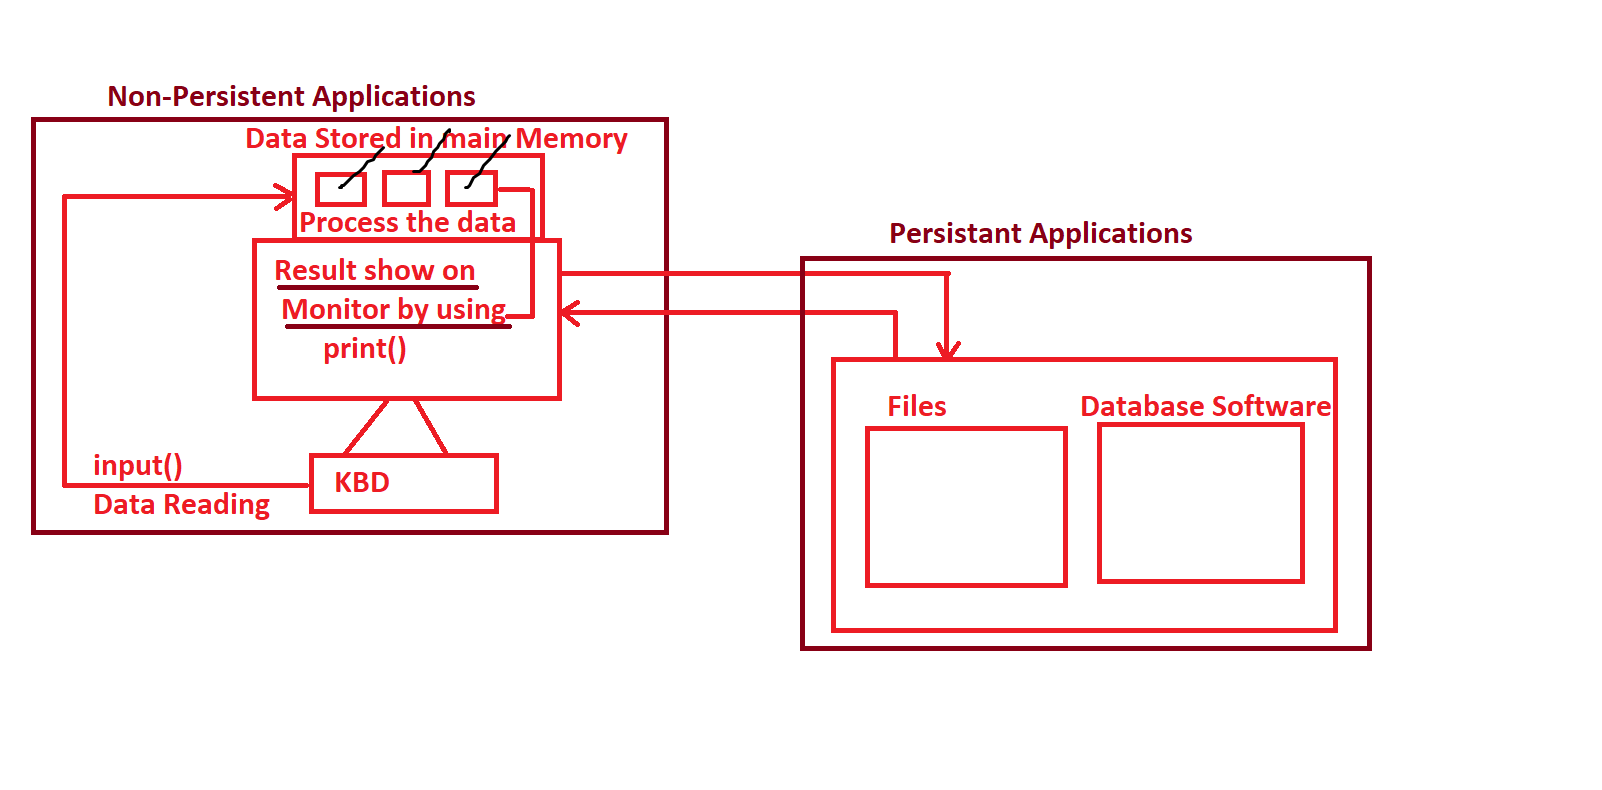 Non-Persistent Applications
Data Stored in main Memory
Process the data
Result show on
Monitor by using
print()
input()
KBD
Data Reading
Persistant Applications
Files
Database Software